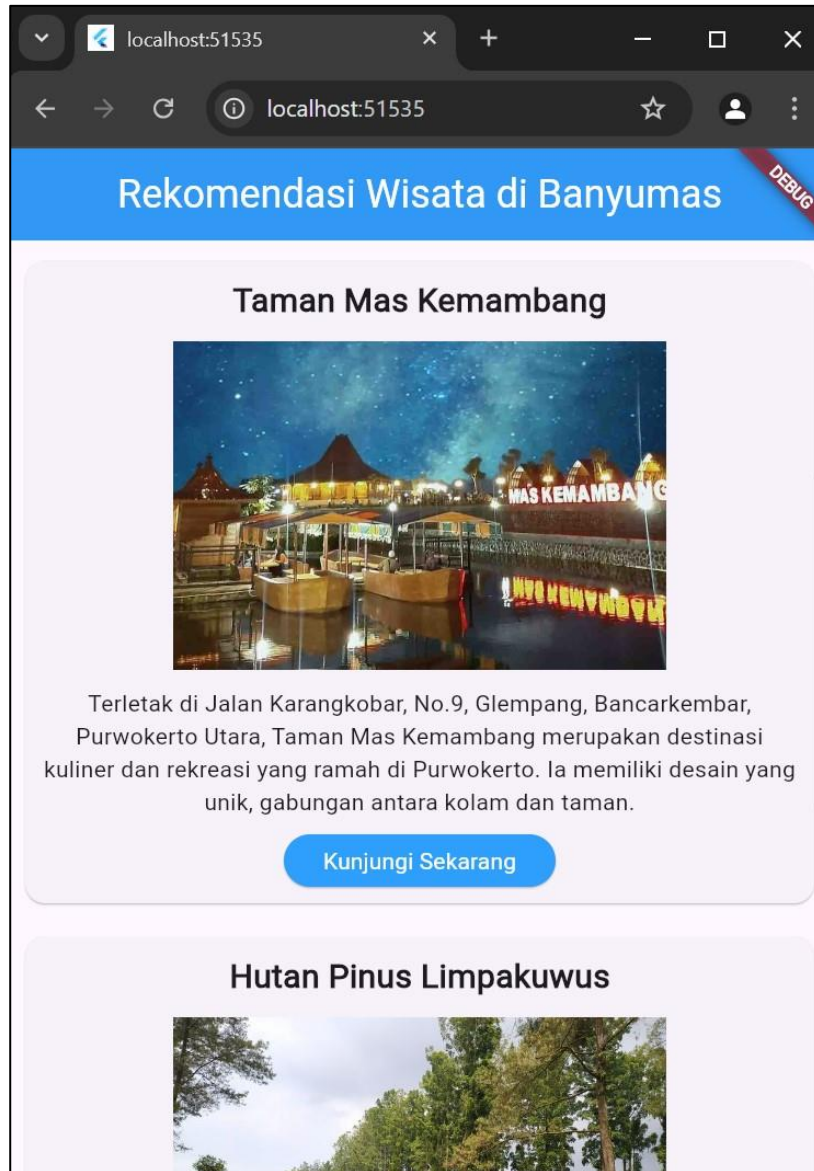 localhost:51535
localhost:51535
Rekomendasi Wisata di Banyumas
DEBUG
Taman Mas Kemambang
MAS KEMAMBANG
Terletak di Jalan Karangkobar, No.9, Glempang, Bancarkembar,
Purwokerto Utara, Taman Mas Kemambang merupakan destinasi
kuliner dan rekreasi yang ramah di Purwokerto. Ia memiliki desain yang
unik, gabungan antara kolam dan taman.
Kunjungi Sekarang
Hutan Pinus Limpakuwus